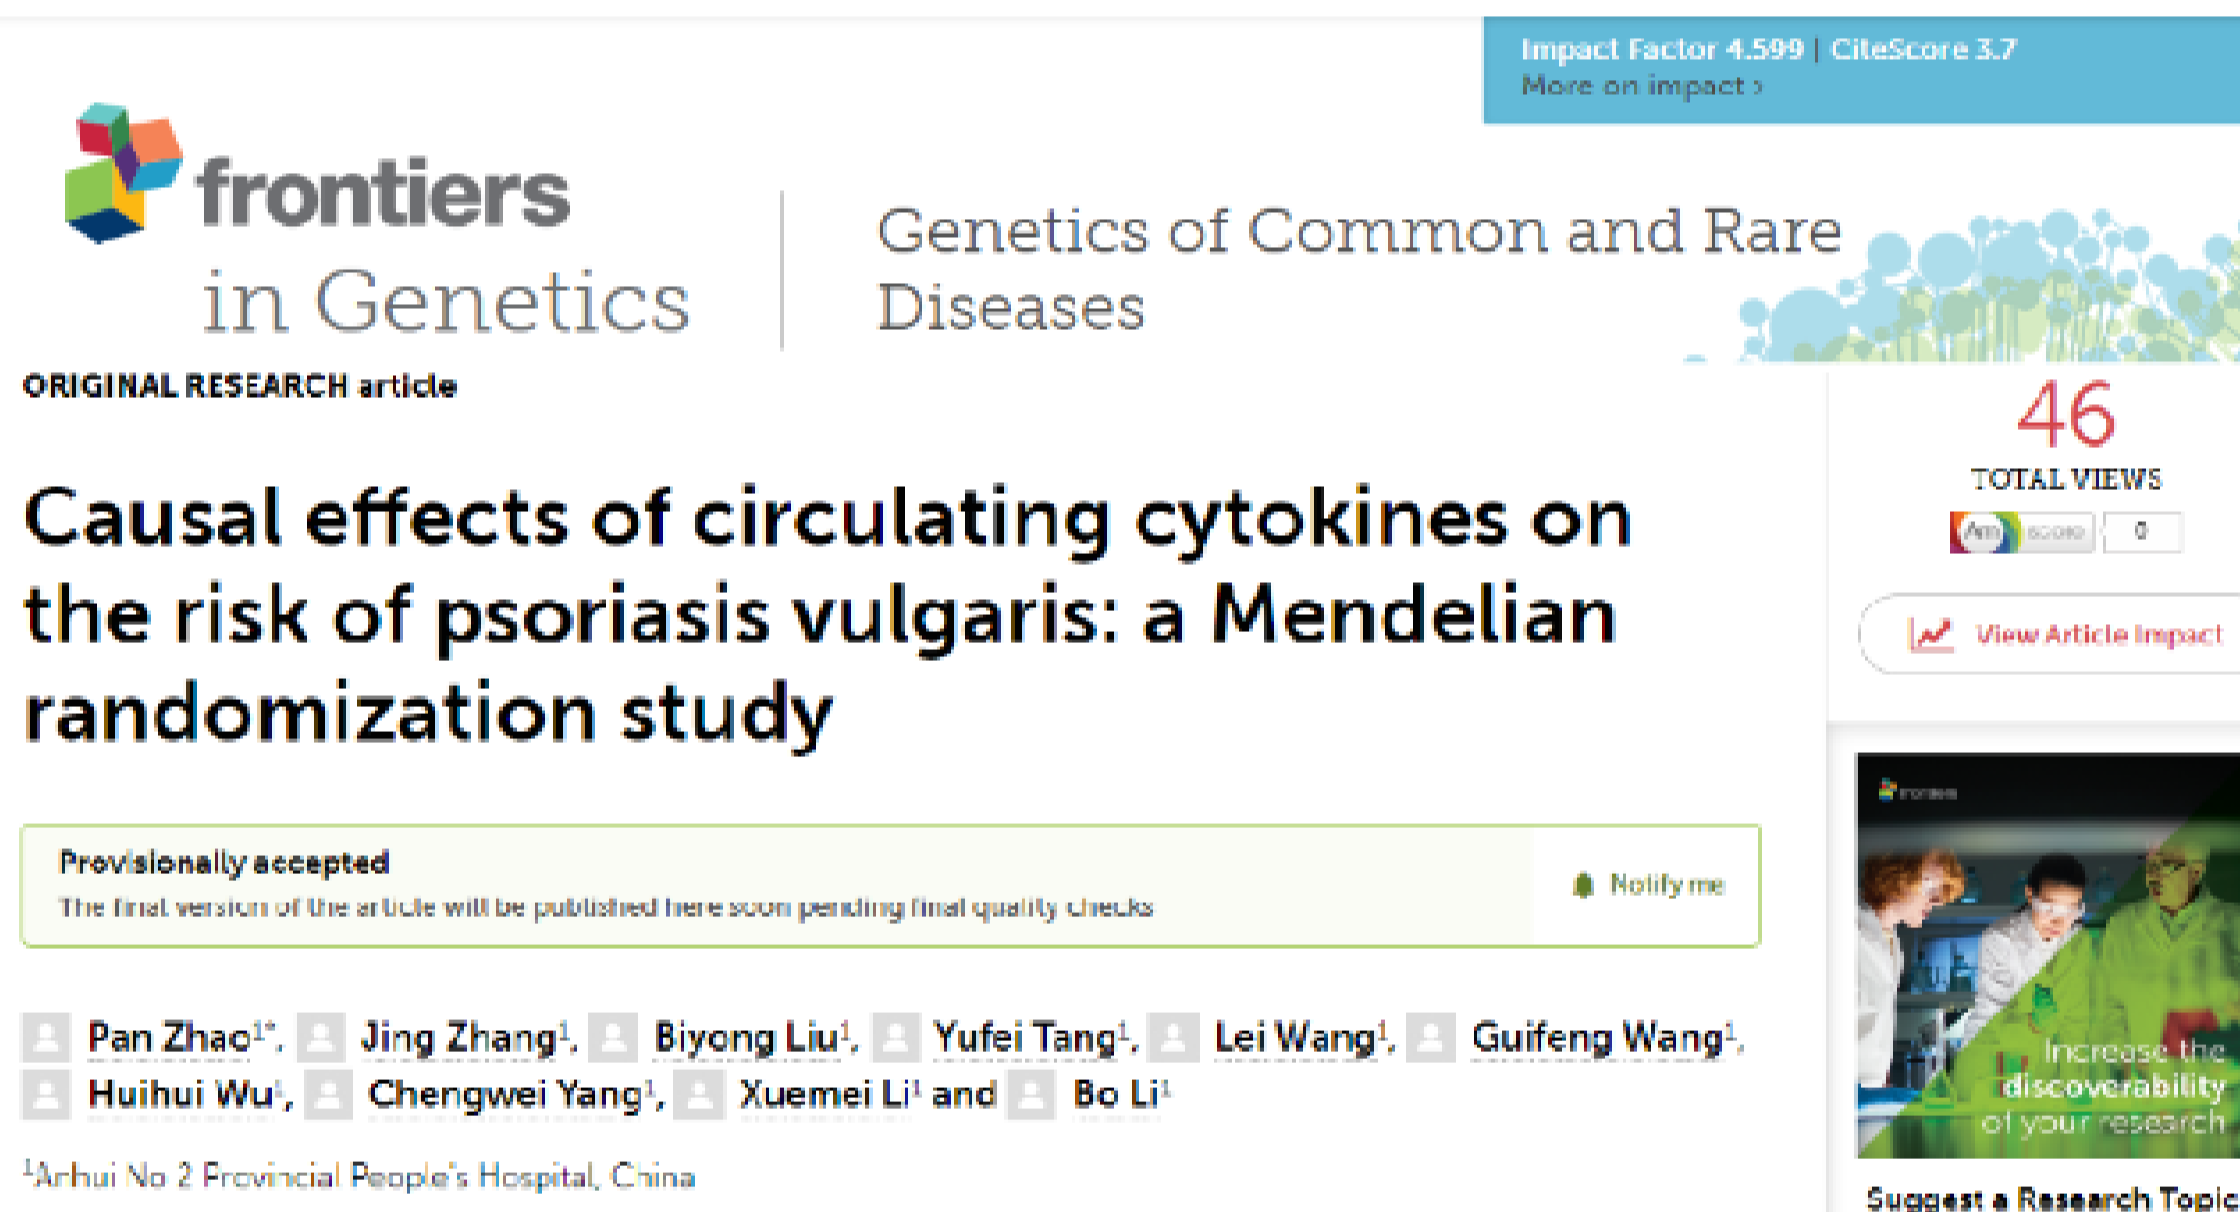 Impact Factor 4.599 | CiteScore 3.7
More on impact ›
frontiers
in Genetics
Genetics of Common and Rare
Diseases
ORIGINAL RESEARCH article
Causal effects of circulating cytokines on
the risk of psoriasis vulgaris: a Mendelian
randomization study
Provisionally accepted
The final version of the article will be published here soon pending final quality checks
Notify me
Pan Zhao1*, Jing Zhang1, Biyong Liu1, Yufei Tang1, Lei Wang1, Guifeng Wang1,
Huihui Wu1, Chengwei Yang1, Xuemei Li1 and Bo Li1
1Anhui No 2 Provincial People's Hospital, China
46
TOTAL VIEWS
Am score 0
View Article Impact
frontiers
Increase the
discoverability
of your research
Suggest a Research Topic